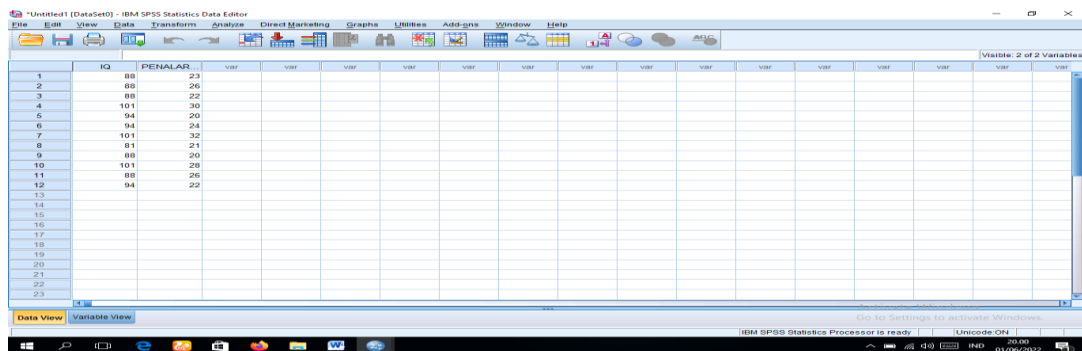 *Untitled1 [DataSet0] - IBM SPSS Statistics Data Editor
File Edit View Data Transform Analyze Direct Marketing Graphs Utilities Add-ons Window Help
Visible: 2 of 2 Variables
IQ PENALAR... var var var var var var var var var var var var var var
1 88 23
2 88 26
3 88 22
4 101 30
5 94 20
6 94 24
7 101 32
8 81 21
9 88 20
10 101 28
11 88 26
12 94 22
13
14
15
16
17
18
19
20
21
22
23
Data View Variable View
Go to Settings to activate Windows.
IBM SPSS Statistics Processor is ready Unicode:ON
IND 20.00
01/06/2022